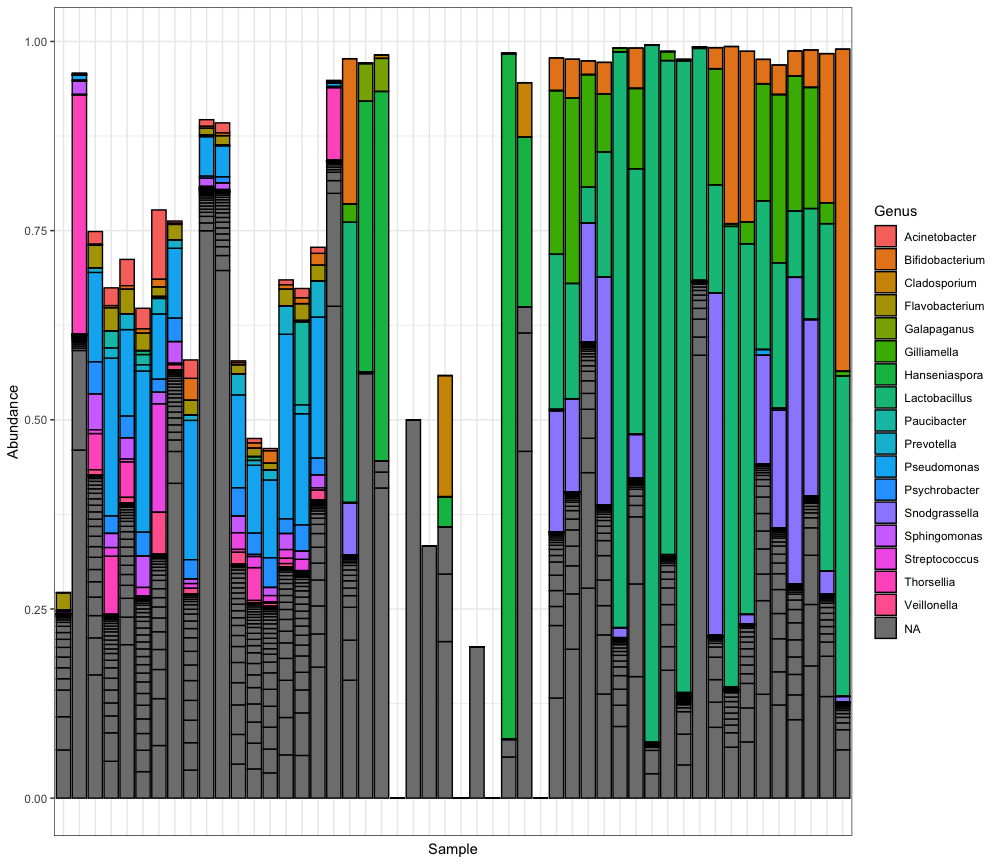 1.00
0.75
0.50
0.25
0.00
Abundance
Sample
Genus
Acinetobacter
Bifidobacterium
Cladosporium
Flavobacterium
Galapaganus
Gilliamella
Hanseniaspora
Lactobacillus
Paucibacter
Prevotella
Pseudomonas
Psychrobacter
Snodgrassella
Sphingomonas
Streptococcus
Thorsellia
Veillonella
NA